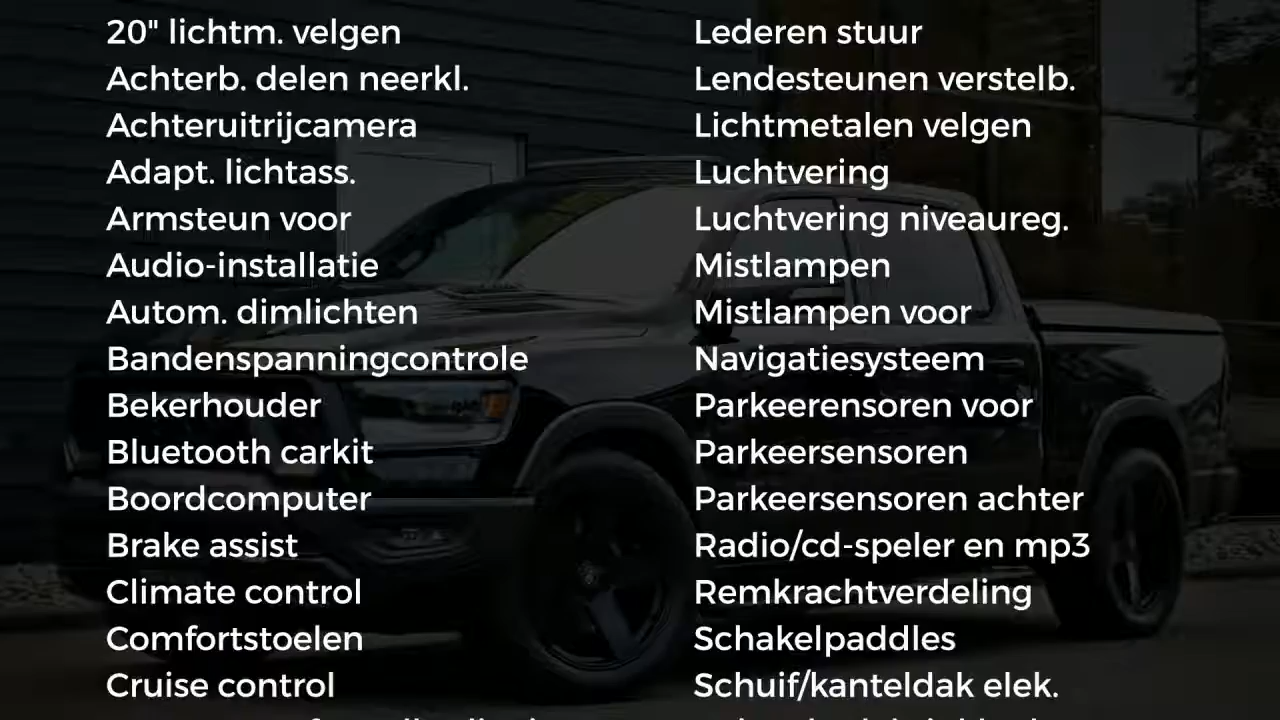 20" lichtm. velgen
Achterb. delen neerkl.
Achteruitrijcamera
Adapt. lichtass.
Armsteun voor
Audio-installatie
Autom. dimlichten
Bandenspanningcontrole
Bekerhouder
Bluetooth carkit
Boordcomputer
Brake assist
Climate control
Comfortstoelen
Cruise control
Lederen stuur
Lendesteunen verstelb.
Lichtmetalen velgen
Luchtvering
Luchtvering niveaureg.
Mistlampen
Mistlampen voor
Navigatiesysteem
Parkeerensoren voor
Parkeersensoren
Parkeersensoren achter
Radio/cd-speler en mp3
Remkrachtverdeling
Schakelpaddles
Schuif/kanteldak elek.